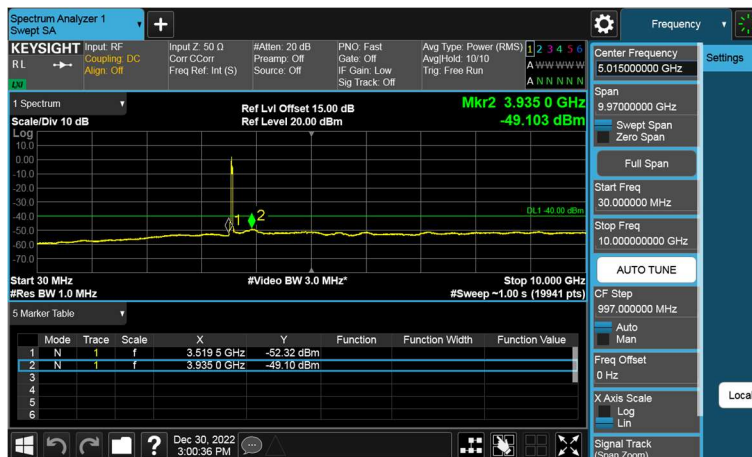 Spectrum Analyzer 1
Swept SA
+
Frequency
KEYSIGHT
RL
LXI
Input: RF
Coupling: DC
Align: Off
Input Z: 50 Ω
Corr CCorr
Freq Ref: Int (S)
#Atten: 20 dB
Preamp: Off
Source: Off
PNO: Fast
Gate: Off
IF Gain: Low
Sig Track: Off
Avg Type: Power (RMS)
Avg|Hold: 10/10
Trig: Free Run
1 2 3 4 5 6
A W W W W W
A N N N N N
1 Spectrum
Scale/Div 10 dB
Ref Lvl Offset 15.00 dB
Ref Level 20.00 dBm
Mkr2 3.935 0 GHz
-49.103 dBm
Log
10.0
0.00
-10.0
-20.0
-30.0
-40.0
-50.0
-60.0
-70.0
DL1 -40.00 dBm
1
2
Start 30 MHz
#Res BW 1.0 MHz
#Video BW 3.0 MHz*
Stop 10.000 GHz
#Sweep ~1.00 s (19941 pts)
5 Marker Table
Mode Trace Scale X Y Function Function Width Function Value
1 N 1 f 3.519 5 GHz -52.32 dBm
2 N 1 f 3.935 0 GHz -49.10 dBm
3
4
5
6
Dec 30, 2022
3:00:36 PM
?
Center Frequency
5.015000000 GHz
Settings
Span
9.97000000 GHz
Swept Span
Zero Span
Full Span
Start Freq
30.000000 MHz
Stop Freq
10.000000000 GHz
AUTO TUNE
CF Step
997.000000 MHz
Auto
Man
Freq Offset
0 Hz
X Axis Scale
Log
Lin
Local
Signal Track
(Span Zoom)